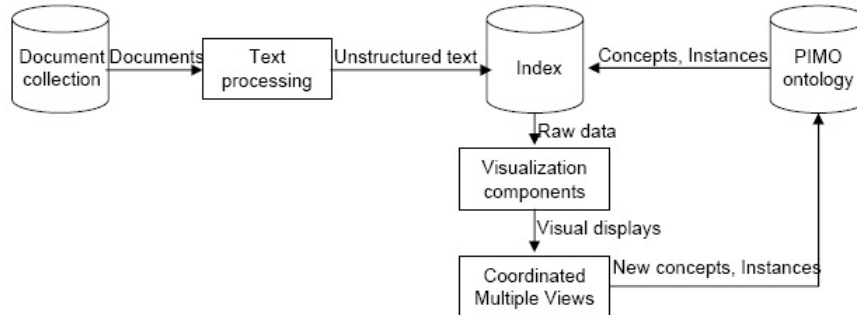 Document
collection
Documents
Text
processing
Unstructured text
Index
Concepts, Instances
PIMO
ontology
Raw data
Visualization
components
Visual displays
Coordinated
Multiple Views
New concepts, Instances